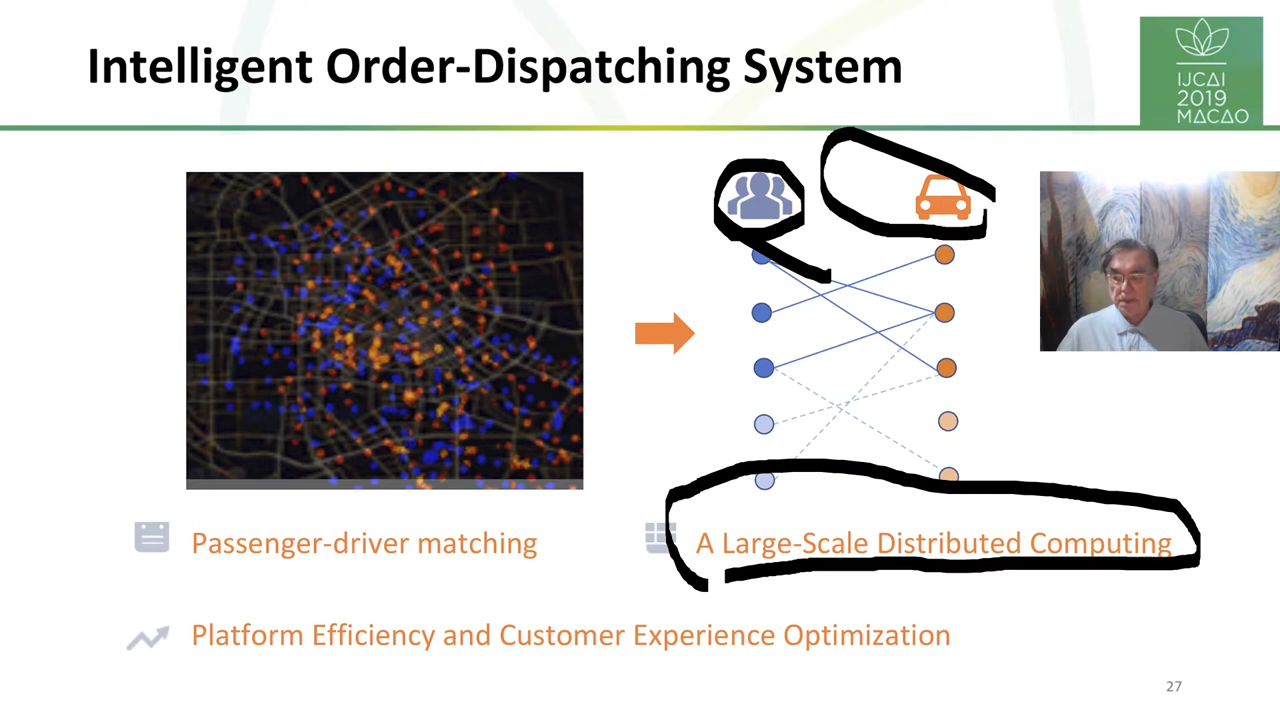 Intelligent Order-Dispatching System
IJCAI
2019
MACAO
Passenger-driver matching
A Large-Scale Distributed Computing
Platform Efficiency and Customer Experience Optimization
27